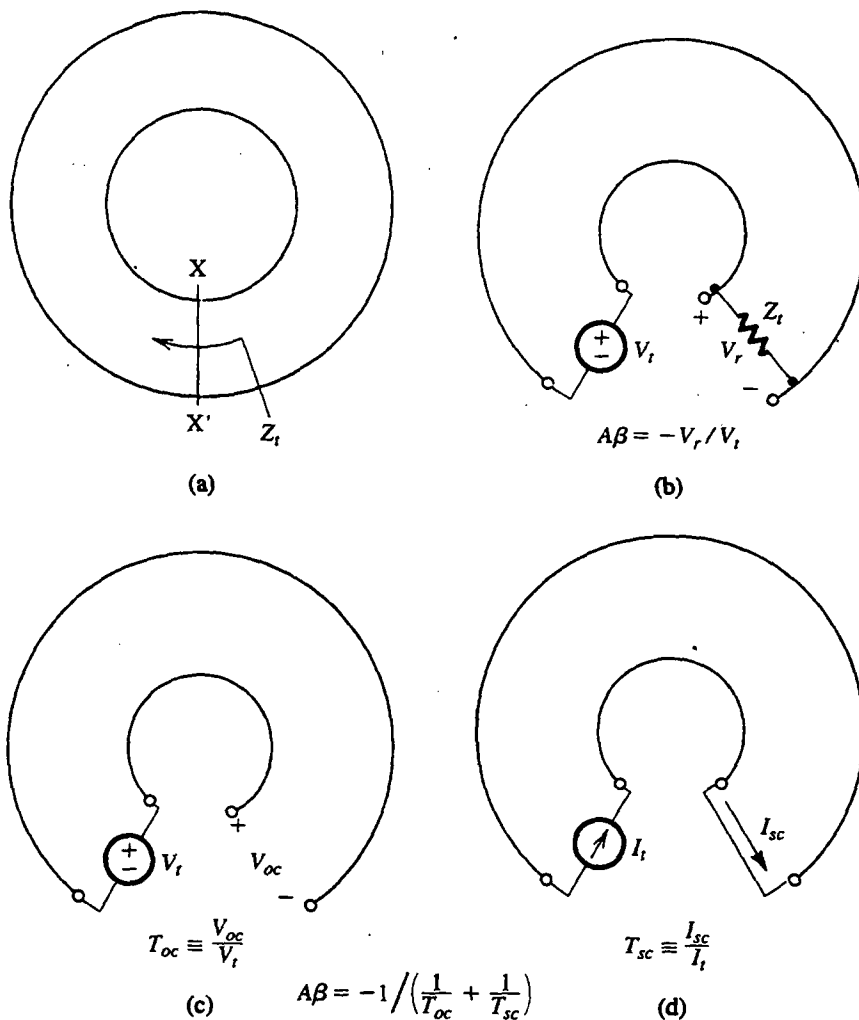 X
X'
Z_t
(a)
+
−
V_t
+
V_r
Z_t
−
Aβ = −V_r / V_t
(b)
+
−
V_t
+
V_oc
−
T_oc ≡ V_oc / V_t
(c)
I_t
I_sc
T_sc ≡ I_sc / I_t
(d)
Aβ = −1 / (1/T_oc + 1/T_sc)